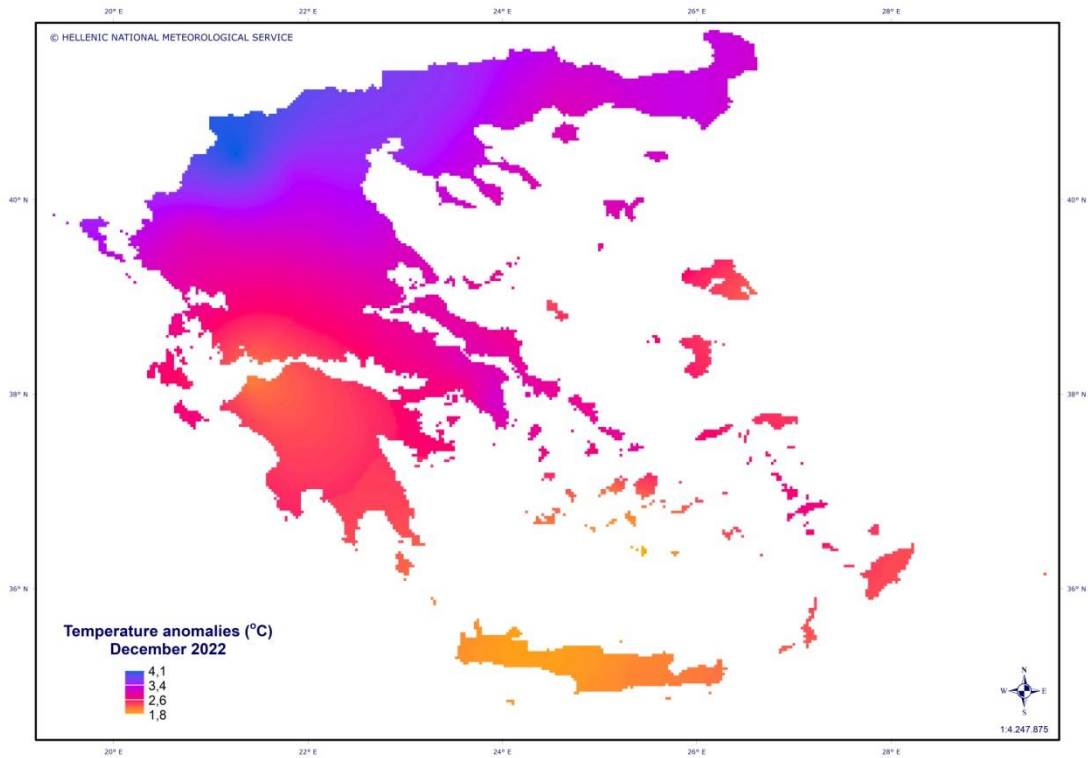 20° E 22° E 24° E 26° E 28° E
© HELLENIC NATIONAL METEOROLOGICAL SERVICE
40° N 40° N
38° N 38° N
36° N 36° N
Temperature anomalies (°C)
December 2022
4,1
3,4
2,6
1,8
N
W E
S
1:4.247.875
20° E 22° E 24° E 26° E 28° E